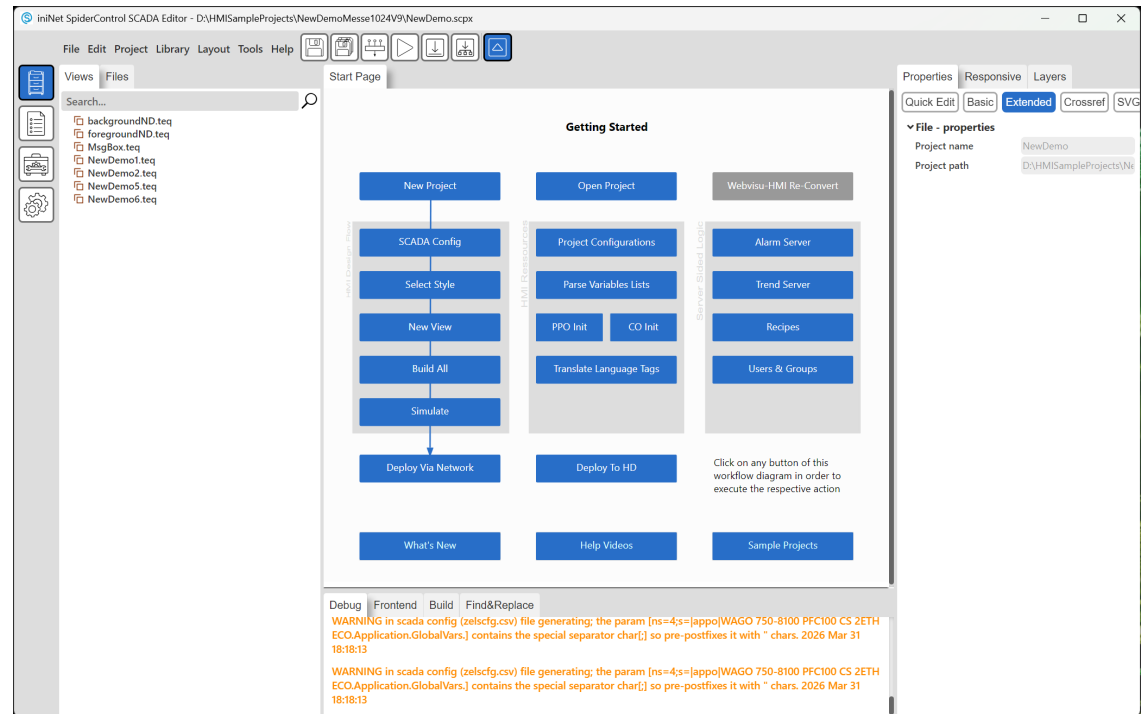 iniNet SpiderControl SCADA Editor - D:\HMISampleProjects\NewDemoMesse1024V9\NewDemo.scpx
File Edit Project Library Layout Tools Help
Views Files
Search...
backgroundND.teq
foregroundND.teq
MsgBox.teq
NewDemo1.teq
NewDemo2.teq
NewDemo5.teq
NewDemo6.teq
Start Page
Getting Started
New Project Open Project Webvisu-HMI Re-Convert
HMI Ressources
Server Sided Logic
SCADA Config Project Configurations Alarm Server
Select Style Parse Variables Lists Trend Server
New View PPO Init CO Init Recipes
Build All Translate Language Tags Users & Groups
Simulate
Deploy Via Network Deploy To HD
Click on any button of this
workflow diagram in order to
execute the respective action
What's New Help Videos Sample Projects
Debug Frontend Build Find&Replace
WARNING in scada config (zelscfg.csv) file generating; the param [ns=4;s=|appo|WAGO 750-8100 PFC100 CS 2ETH
ECO.Application.GlobalVars.] contains the special separator char[;] so pre-postfixes it with " chars. 2026 Mar 31
18:18:13
WARNING in scada config (zelscfg.csv) file generating; the param [ns=4;s=|appo|WAGO 750-8100 PFC100 CS 2ETH
ECO.Application.GlobalVars.] contains the special separator char[;] so pre-postfixes it with " chars. 2026 Mar 31
18:18:13
Properties Responsive Layers
Quick Edit Basic Extended Crossref SVG
File - properties
Project name NewDemo
Project path D:\HMISampleProjects\Ne